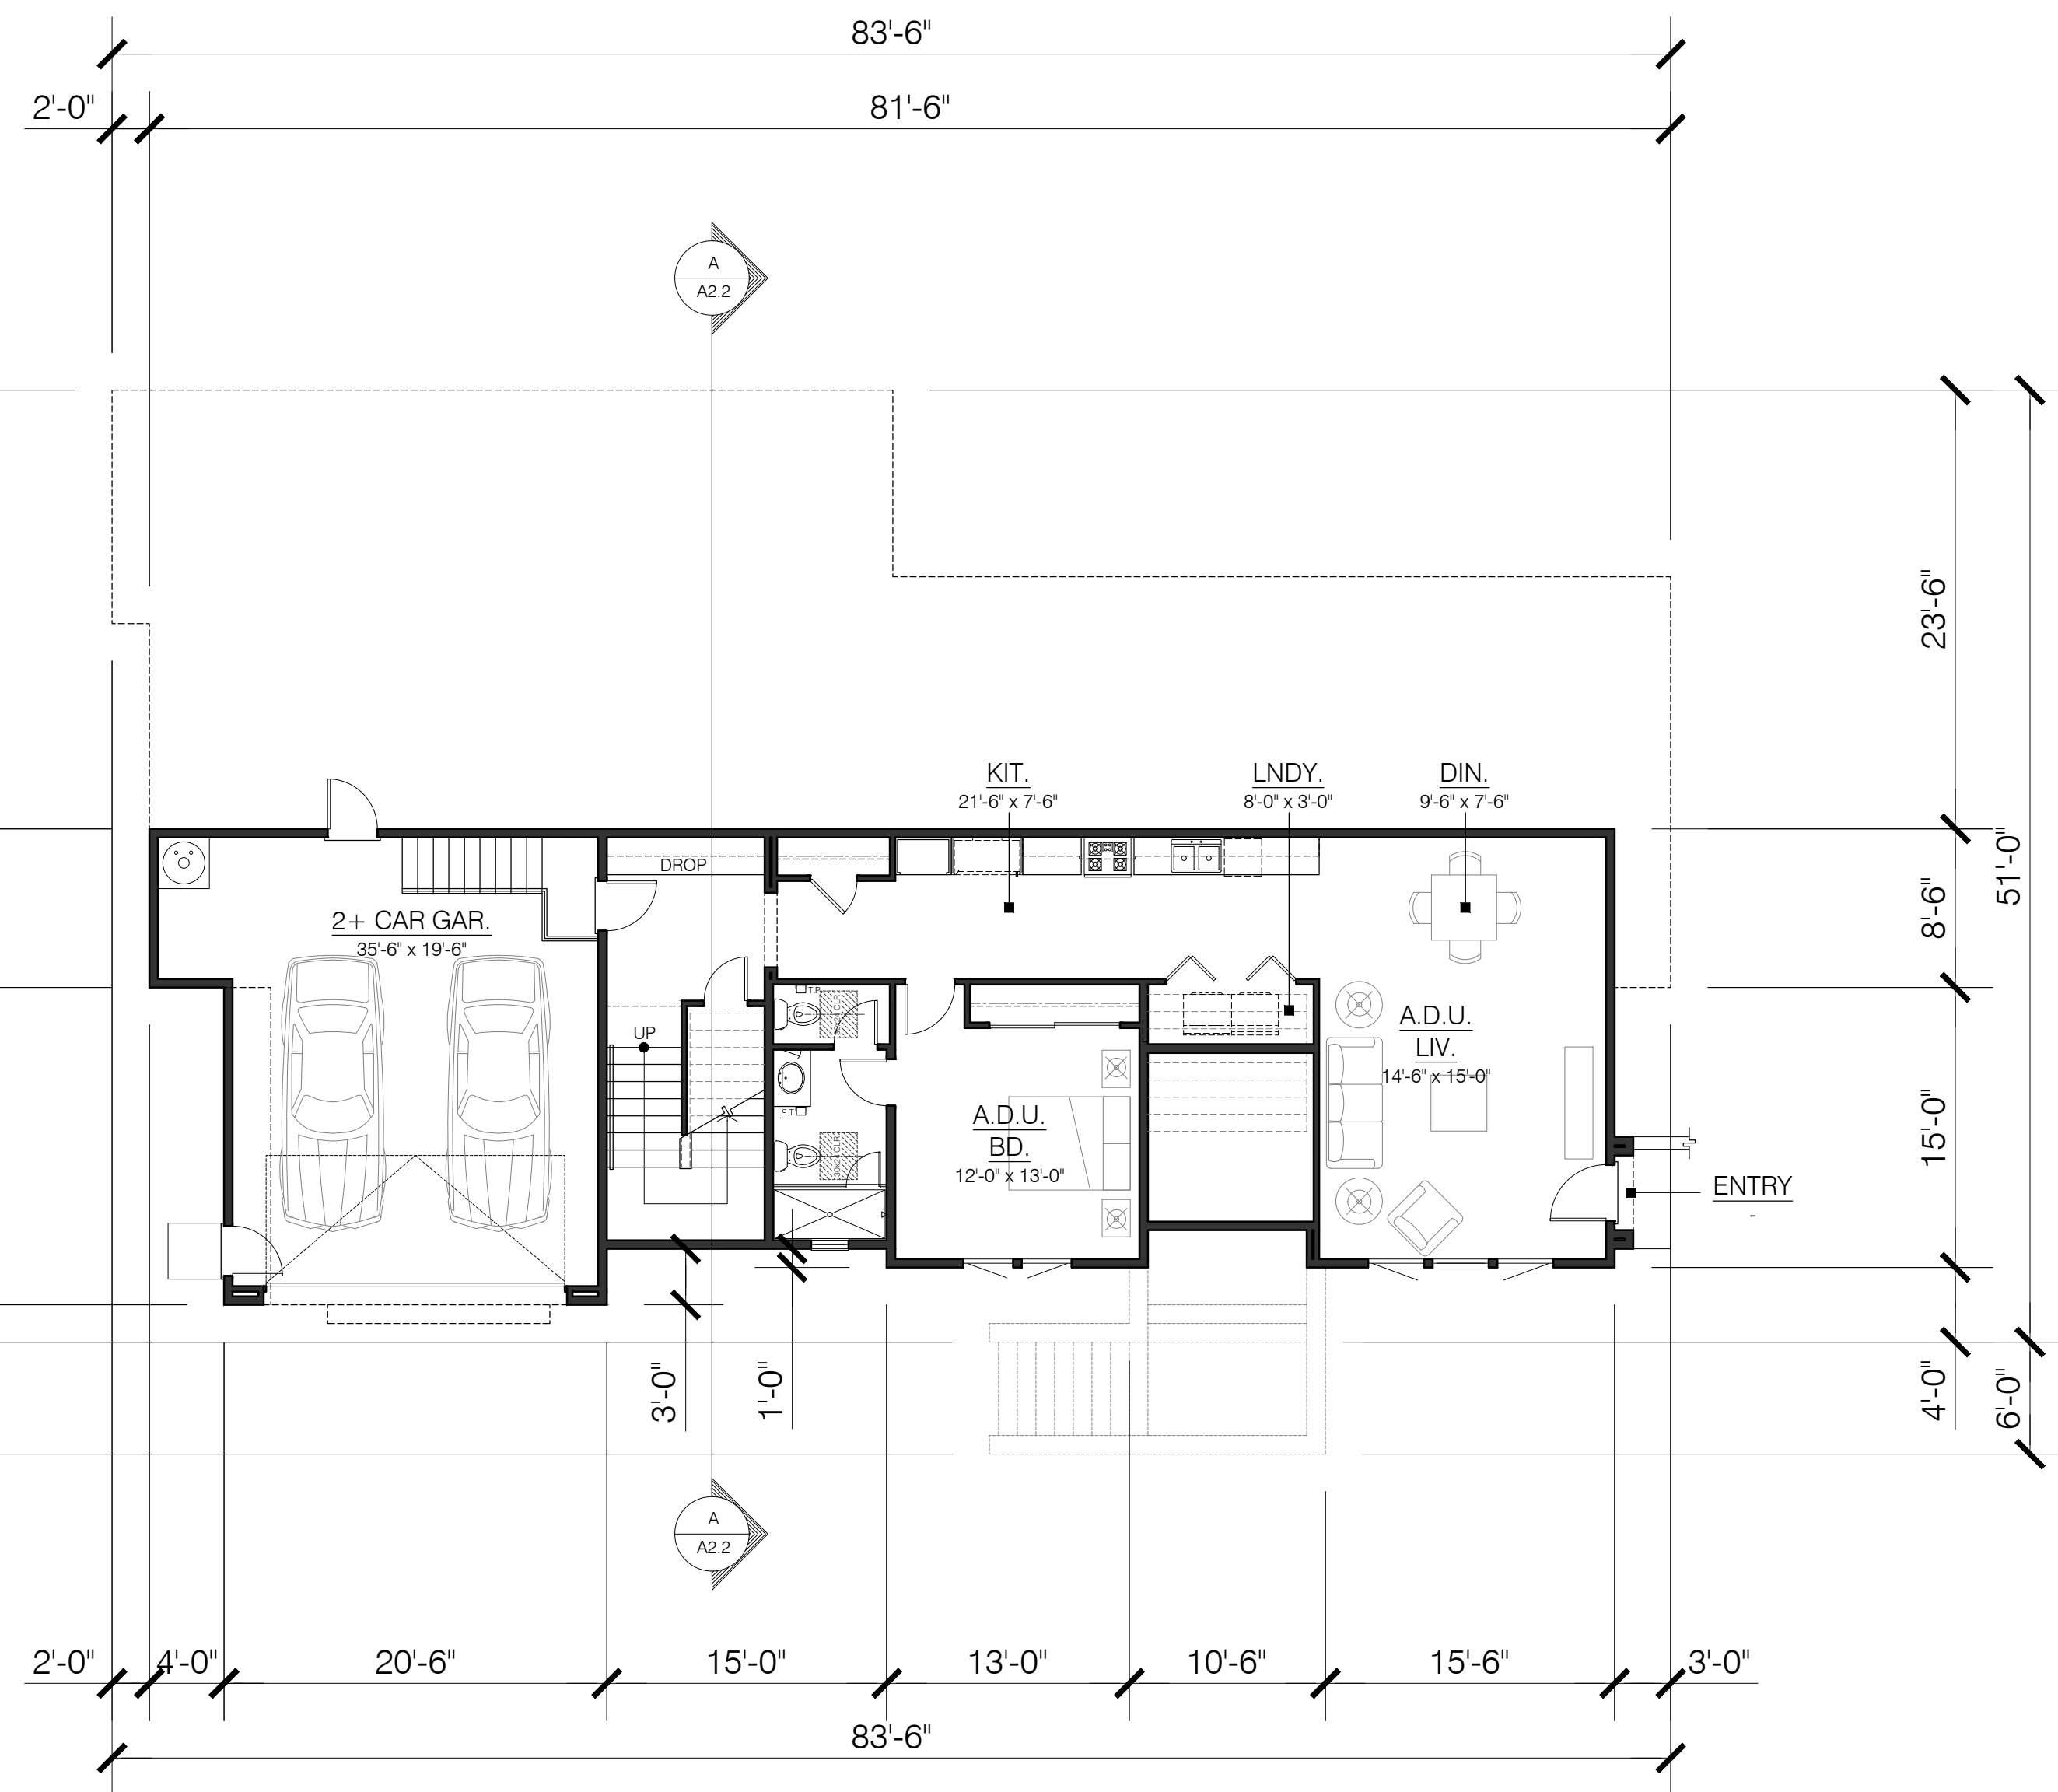 83'-6"
2'-0"
81'-6"
A
A2.2
23'-6"
KIT.
21'-6" x 7'-6"
LNDY.
8'-0" x 3'-0"
DIN.
9'-6" x 7'-6"
8'-6"
51'-0"
DROP
2+ CAR GAR.
35'-6" x 19'-6"
T.P.
30x24 CLR
UP
A.D.U.
LIV.
14'-6" x 15'-0"
T.P.
30x24 CLR
A.D.U.
BD.
12'-0" x 13'-0"
15'-0"
ENTRY
-
3'-0"
1'-0"
4'-0"
6'-0"
A
A2.2
2'-0"
4'-0"
20'-6"
15'-0"
13'-0"
10'-6"
15'-6"
3'-0"
83'-6"